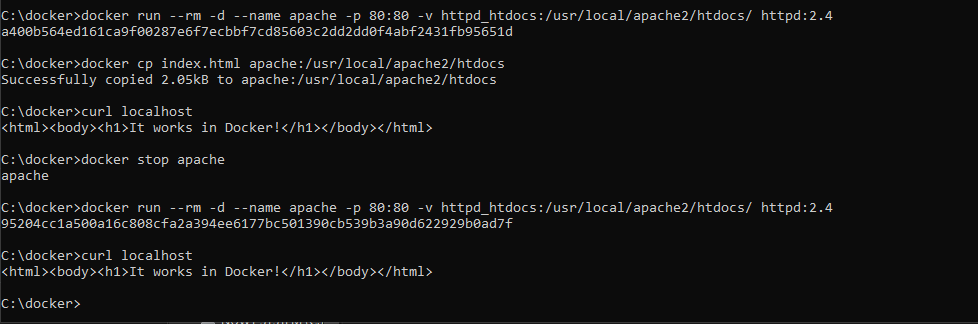 C:\docker>docker run --rm -d --name apache -p 80:80 -v httpd_htdocs:/usr/local/apache2/htdocs/ httpd:2.4
a400b564ed161ca9f00287e6f7ecbbf7cd85603c2dd2dd0f4abf2431fb95651d
C:\docker>docker cp index.html apache:/usr/local/apache2/htdocs
Successfully copied 2.05kB to apache:/usr/local/apache2/htdocs
C:\docker>curl localhost
<html><body><h1>It works in Docker!</h1></body></html>
C:\docker>docker stop apache
apache
C:\docker>docker run --rm -d --name apache -p 80:80 -v httpd_htdocs:/usr/local/apache2/htdocs/ httpd:2.4
95204cc1a500a16c808cfa2a394ee6177bc501390cb539b3a90d622929b0ad7f
C:\docker>curl localhost
<html><body><h1>It works in Docker!</h1></body></html>
C:\docker>